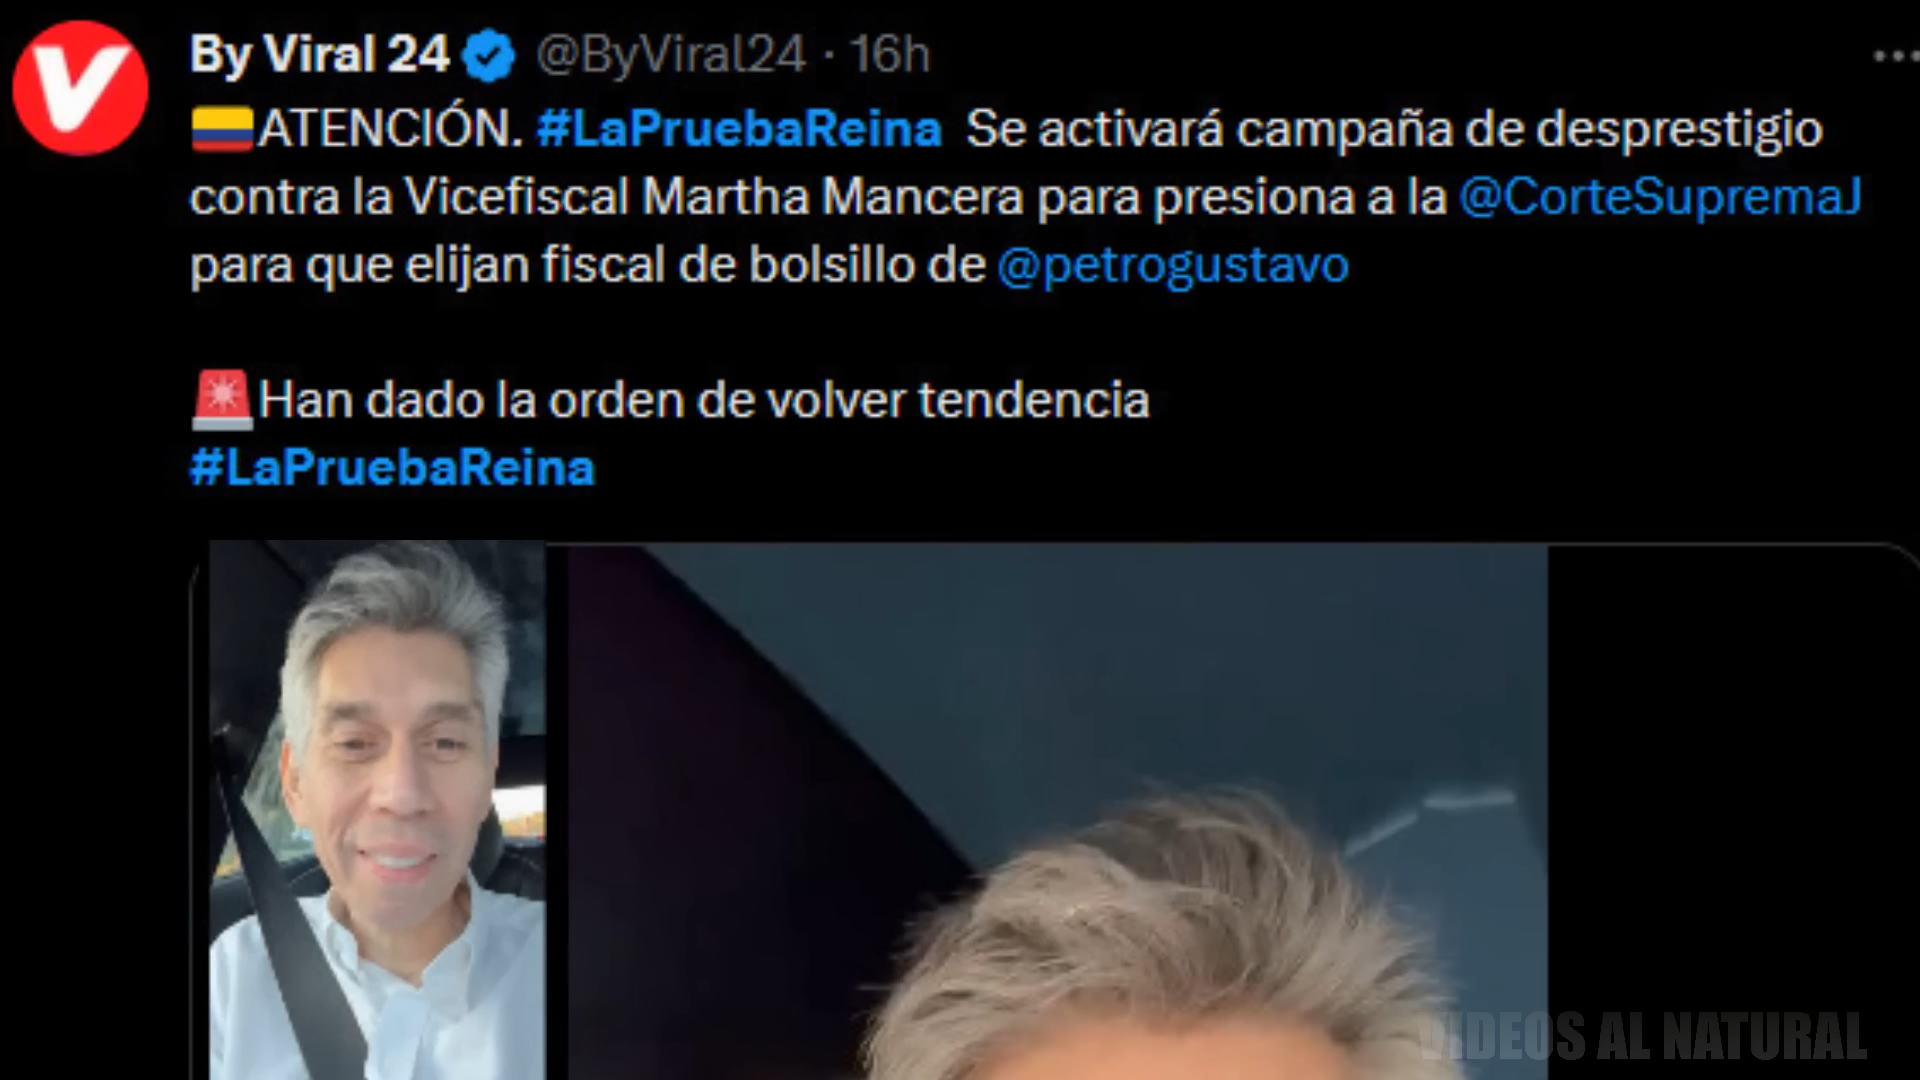 V
By Viral 24 @ByViral24 · 16h
ATENCIÓN. #LaPruebaReina Se activará campaña de desprestigio
contra la Vicefiscal Martha Mancera para presiona a la @CorteSupremaJ
para que elijan fiscal de bolsillo de @petrogustavo
Han dado la orden de volver tendencia
#LaPruebaReina
VIDEOS AL NATURAL